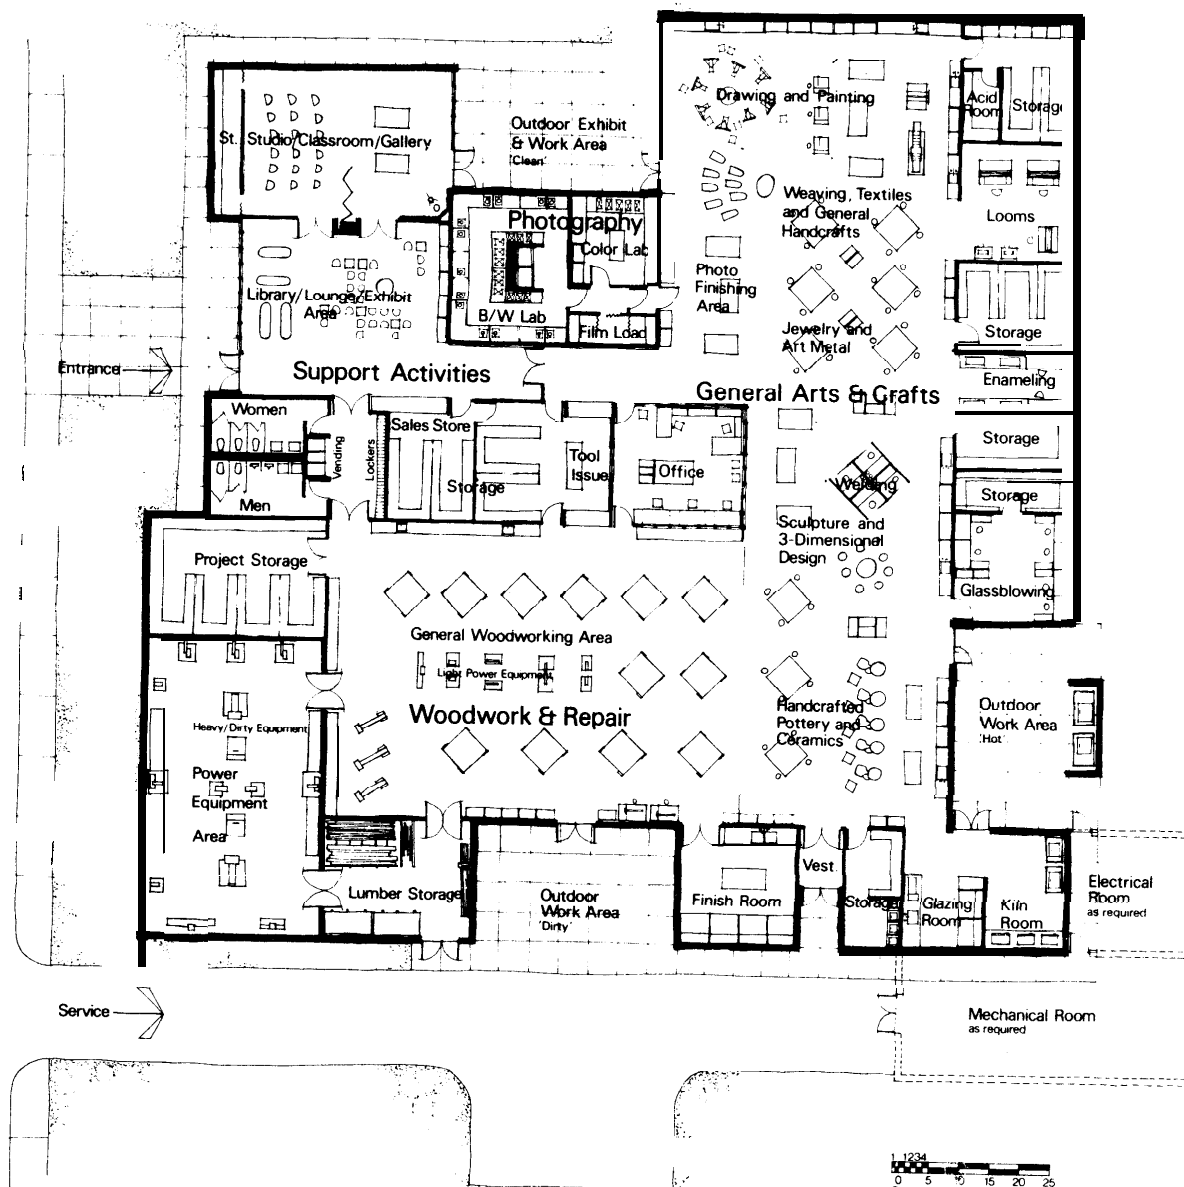 Drawing and Painting
Acid
Room
Storage
Outdoor Exhibit
& Work Area
'Clean'
St.
Studio/Classroom/Gallery
Photography
Color Lab
Weaving, Textiles
and General
Handcrafts
Looms
Library/Lounge/Exhibit
Area
Photo
Finishing
Area
B/W Lab
Film Load
Jewelry and
Art Metal
Storage
Entrance
Support Activities
General Arts & Crafts
Enameling
Women
Vending
Lockers
Sales Store
Storage
Tool
Issue
Office
Storage
Men
Welding
Storage
Sculpture and
3-Dimensional
Design
Project Storage
Glassblowing
General Woodworking Area
Light Power Equipment
Woodwork & Repair
Heavy/Dirty Equipment
Handcrafted
Pottery and
Ceramics
Outdoor
Work Area
'Hot'
Power
Equipment
Area
Lumber Storage
Outdoor
Work Area
'Dirty'
Finish Room
Vest.
Storage
Glazing
Room
Kiln
Room
Electrical
Room
as required
Service
Mechanical Room
as required
1 1234
0 5 10 15 20 25